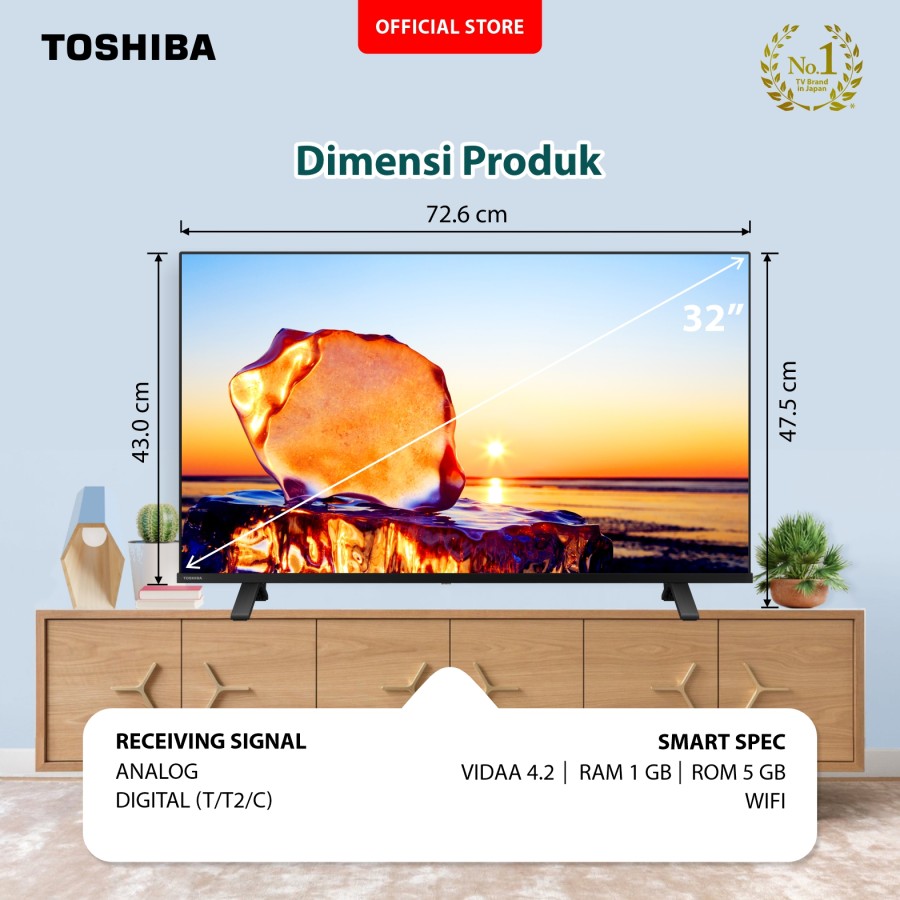 TOSHIBA
OFFICIAL STORE
No.1
TV Brand
in Japan
Dimensi Produk
72.6 cm
32”
43.0 cm
47.5 cm
TOSHIBA
RECEIVING SIGNAL
ANALOG
DIGITAL (T/T2/C)
SMART SPEC
VIDAA 4.2 | RAM 1 GB | ROM 5 GB
WIFI